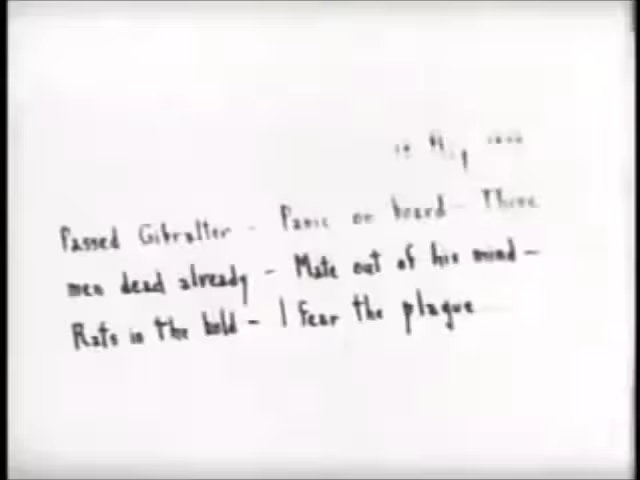 Passed Gibralter - Panic on board - Three
men dead already - Mate out of his mind -
Rats in the hold - I fear the plague